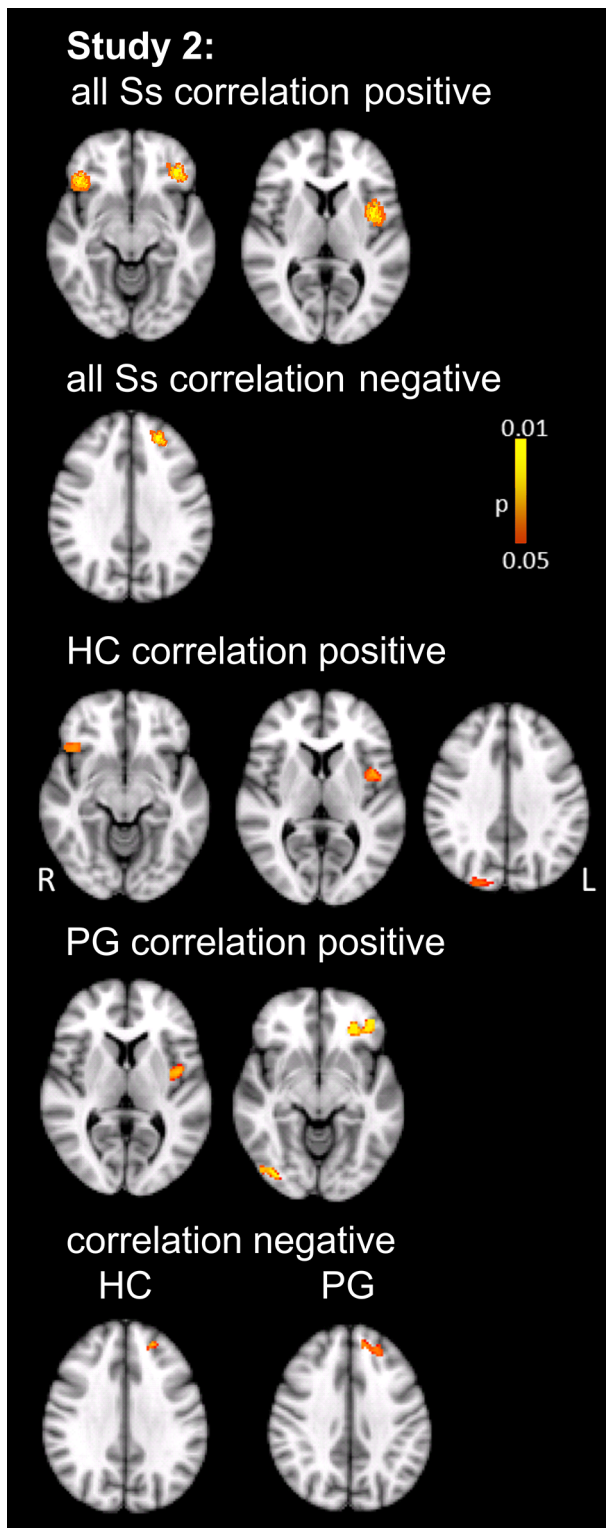 Study 2:
all Ss correlation positive
all Ss correlation negative
0.01
p
0.05
HC correlation positive
R
L
PG correlation positive
correlation negative
HC PG